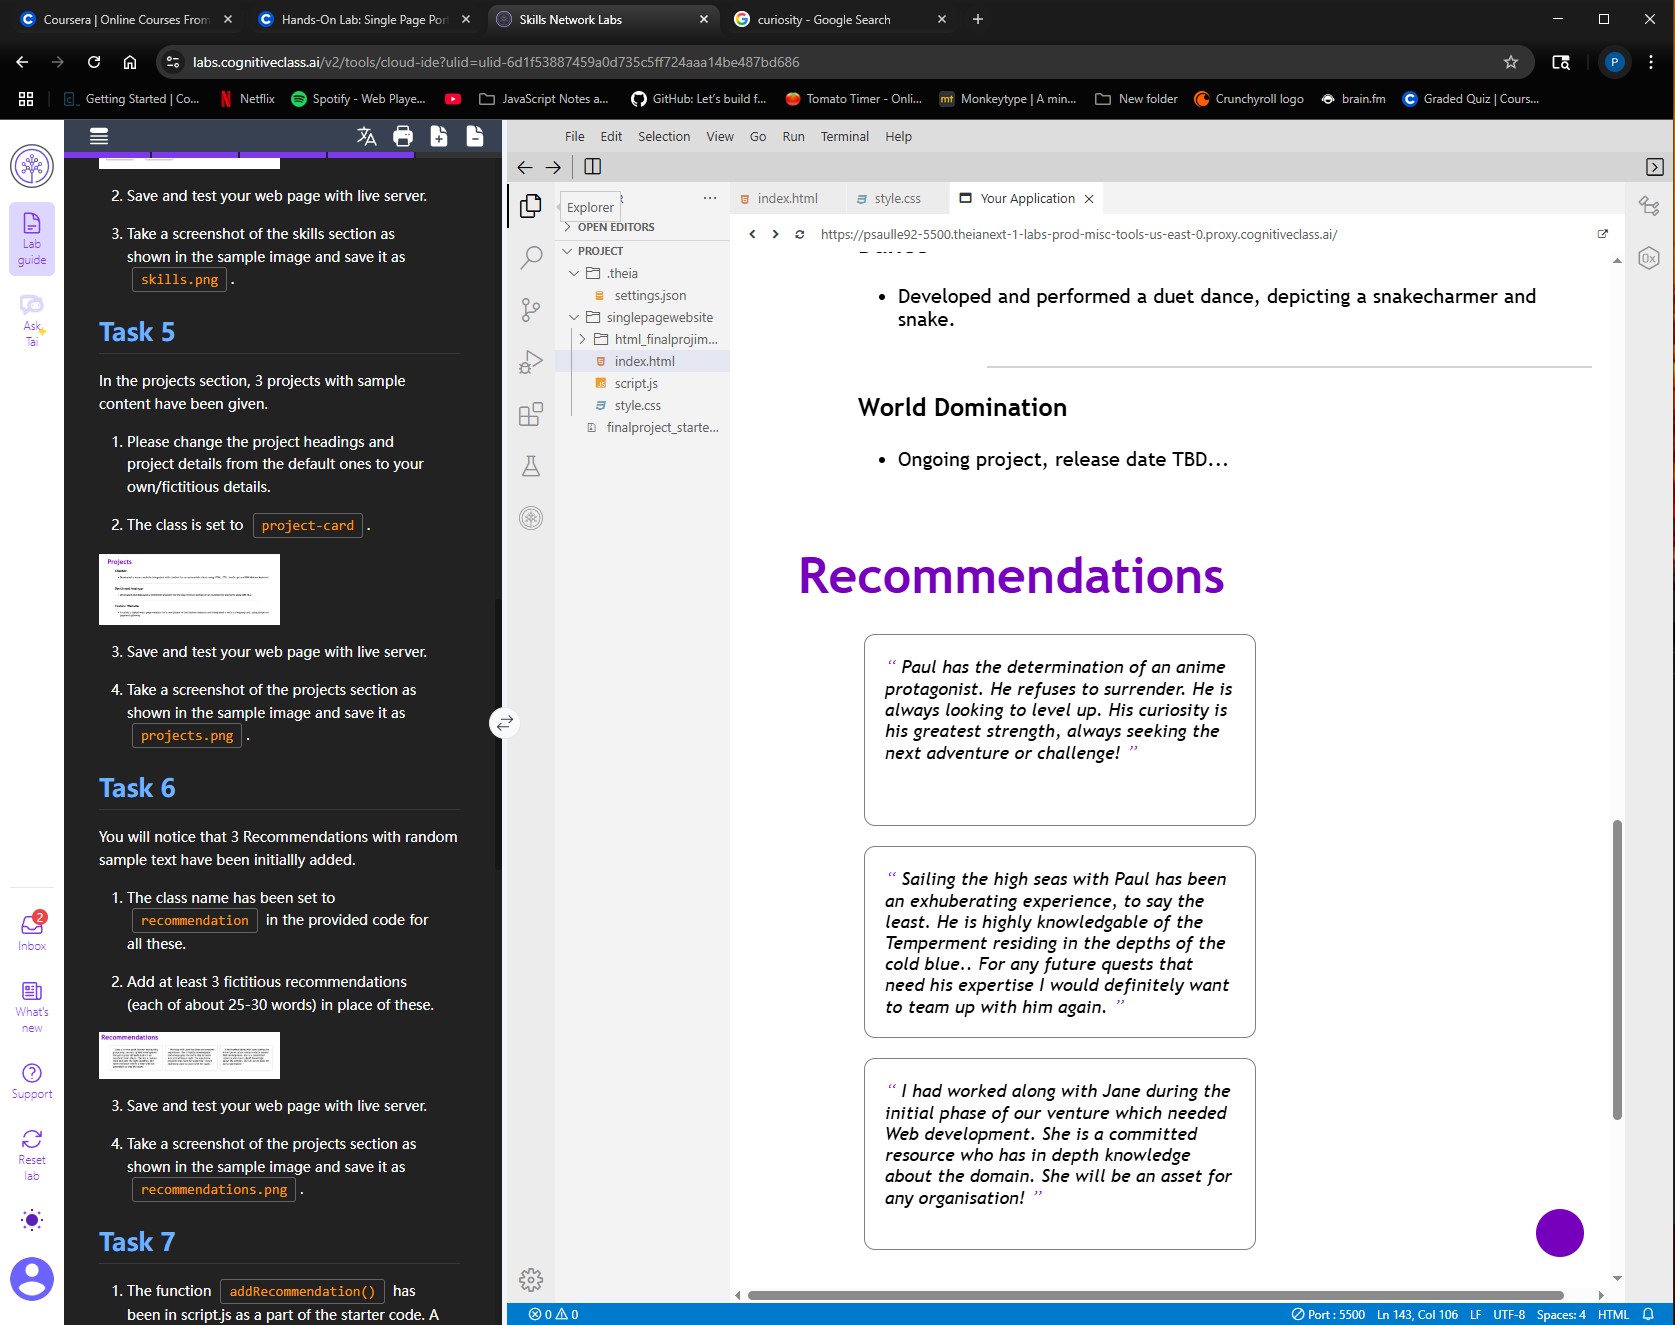 Coursera | Online Courses From
Hands-On Lab: Single Page Por
Skills Network Labs
curiosity - Google Search
labs.cognitiveclass.ai/v2/tools/cloud-ide?ulid=ulid-6d1f53887459a0d735c5ff724aaa14be487bd686
P
Getting Started | Co...
Netflix
Spotify - Web Playe...
JavaScript Notes a...
GitHub: Let's build f...
Tomato Timer - Onli...
mt
Monkeytype | A min...
New folder
Crunchyroll logo
brain.fm
Graded Quiz | Cours...
Lab
guide
Ask
Tai
2
Inbox
What's
new
Support
Reset
lab
2. Save and test your web page with live server.
3. Take a screenshot of the skills section as
shown in the sample image and save it as
skills.png .
Task 5
In the projects section, 3 projects with sample
content have been given.
1. Please change the project headings and
project details from the default ones to your
own/fictitious details.
2. The class is set to project-card .
Projects
3. Save and test your web page with live server.
4. Take a screenshot of the projects section as
shown in the sample image and save it as
projects.png .
Task 6
You will notice that 3 Recommendations with random
sample text have been initiallly added.
1. The class name has been set to
recommendation in the provided code for
all these.
2. Add at least 3 fictitious recommendations
(each of about 25-30 words) in place of these.
Recommendations
3. Save and test your web page with live server.
4. Take a screenshot of the projects section as
shown in the sample image and save it as
recommendations.png .
Task 7
1. The function addRecommendation() has
been in script.js as a part of the starter code. A
File Edit Selection View Go Run Terminal Help
Explorer
OPEN EDITORS
PROJECT
.theia
settings.json
singlepagewebsite
html_finalprojim...
index.html
script.js
style.css
finalproject_starte...
index.html
style.css
Your Application
https://psaulle92-5500.theianext-1-labs-prod-misc-tools-us-east-0.proxy.cognitiveclass.ai/
• Developed and performed a duet dance, depicting a snakecharmer and
snake.
World Domination
• Ongoing project, release date TBD...
Recommendations
“ Paul has the determination of an anime
protagonist. He refuses to surrender. He is
always looking to level up. His curiosity is
his greatest strength, always seeking the
next adventure or challenge! ”
“ Sailing the high seas with Paul has been
an exhuberating experience, to say the
least. He is highly knowledgable of the
Temperment residing in the depths of the
cold blue.. For any future quests that
need his expertise I would definitely want
to team up with him again. ”
“ I had worked along with Jane during the
initial phase of our venture which needed
Web development. She is a committed
resource who has in depth knowledge
about the domain. She will be an asset for
any organisation! ”
0 0
Port : 5500 Ln 143, Col 106 LF UTF-8 Spaces: 4 HTML